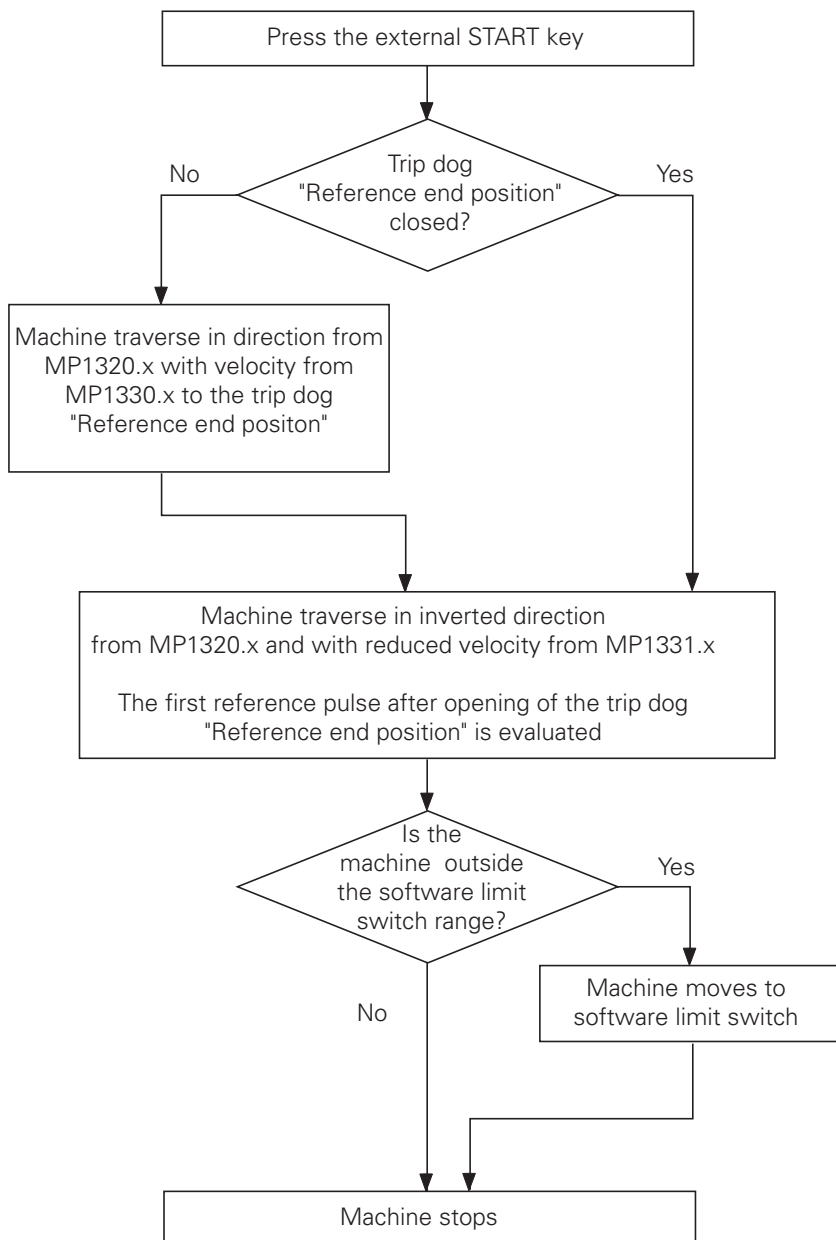 Press the external START key
Trip dog
"Reference end position"
closed?
No
Yes
Machine traverse in direction from
MP1320.x with velocity from
MP1330.x to the trip dog
"Reference end positon"
Machine traverse in inverted direction
from MP1320.x and with reduced velocity from MP1331.x
The first reference pulse after opening of the trip dog
"Reference end position" is evaluated
Is the
machine outside
the software limit
switch range?
Yes
No
Machine moves to
software limit switch
Machine stops